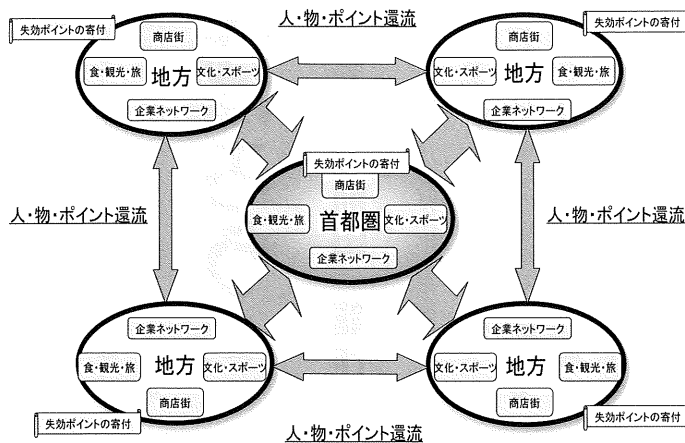 失効ポイントの寄付
商店街
食・観光・旅
地方
文化・スポーツ
企業ネットワーク
人・物・ポイント還流
失効ポイントの寄付
商店街
文化・スポーツ
地方
食・観光・旅
企業ネットワーク
失効ポイントの寄付
商店街
食・観光・旅
首都圏
文化・スポーツ
企業ネットワーク
人・物・ポイント還流
人・物・ポイント還流
企業ネットワーク
食・観光・旅
地方
文化・スポーツ
商店街
失効ポイントの寄付
企業ネットワーク
文化・スポーツ
地方
食・観光・旅
商店街
失効ポイントの寄付
人・物・ポイント還流